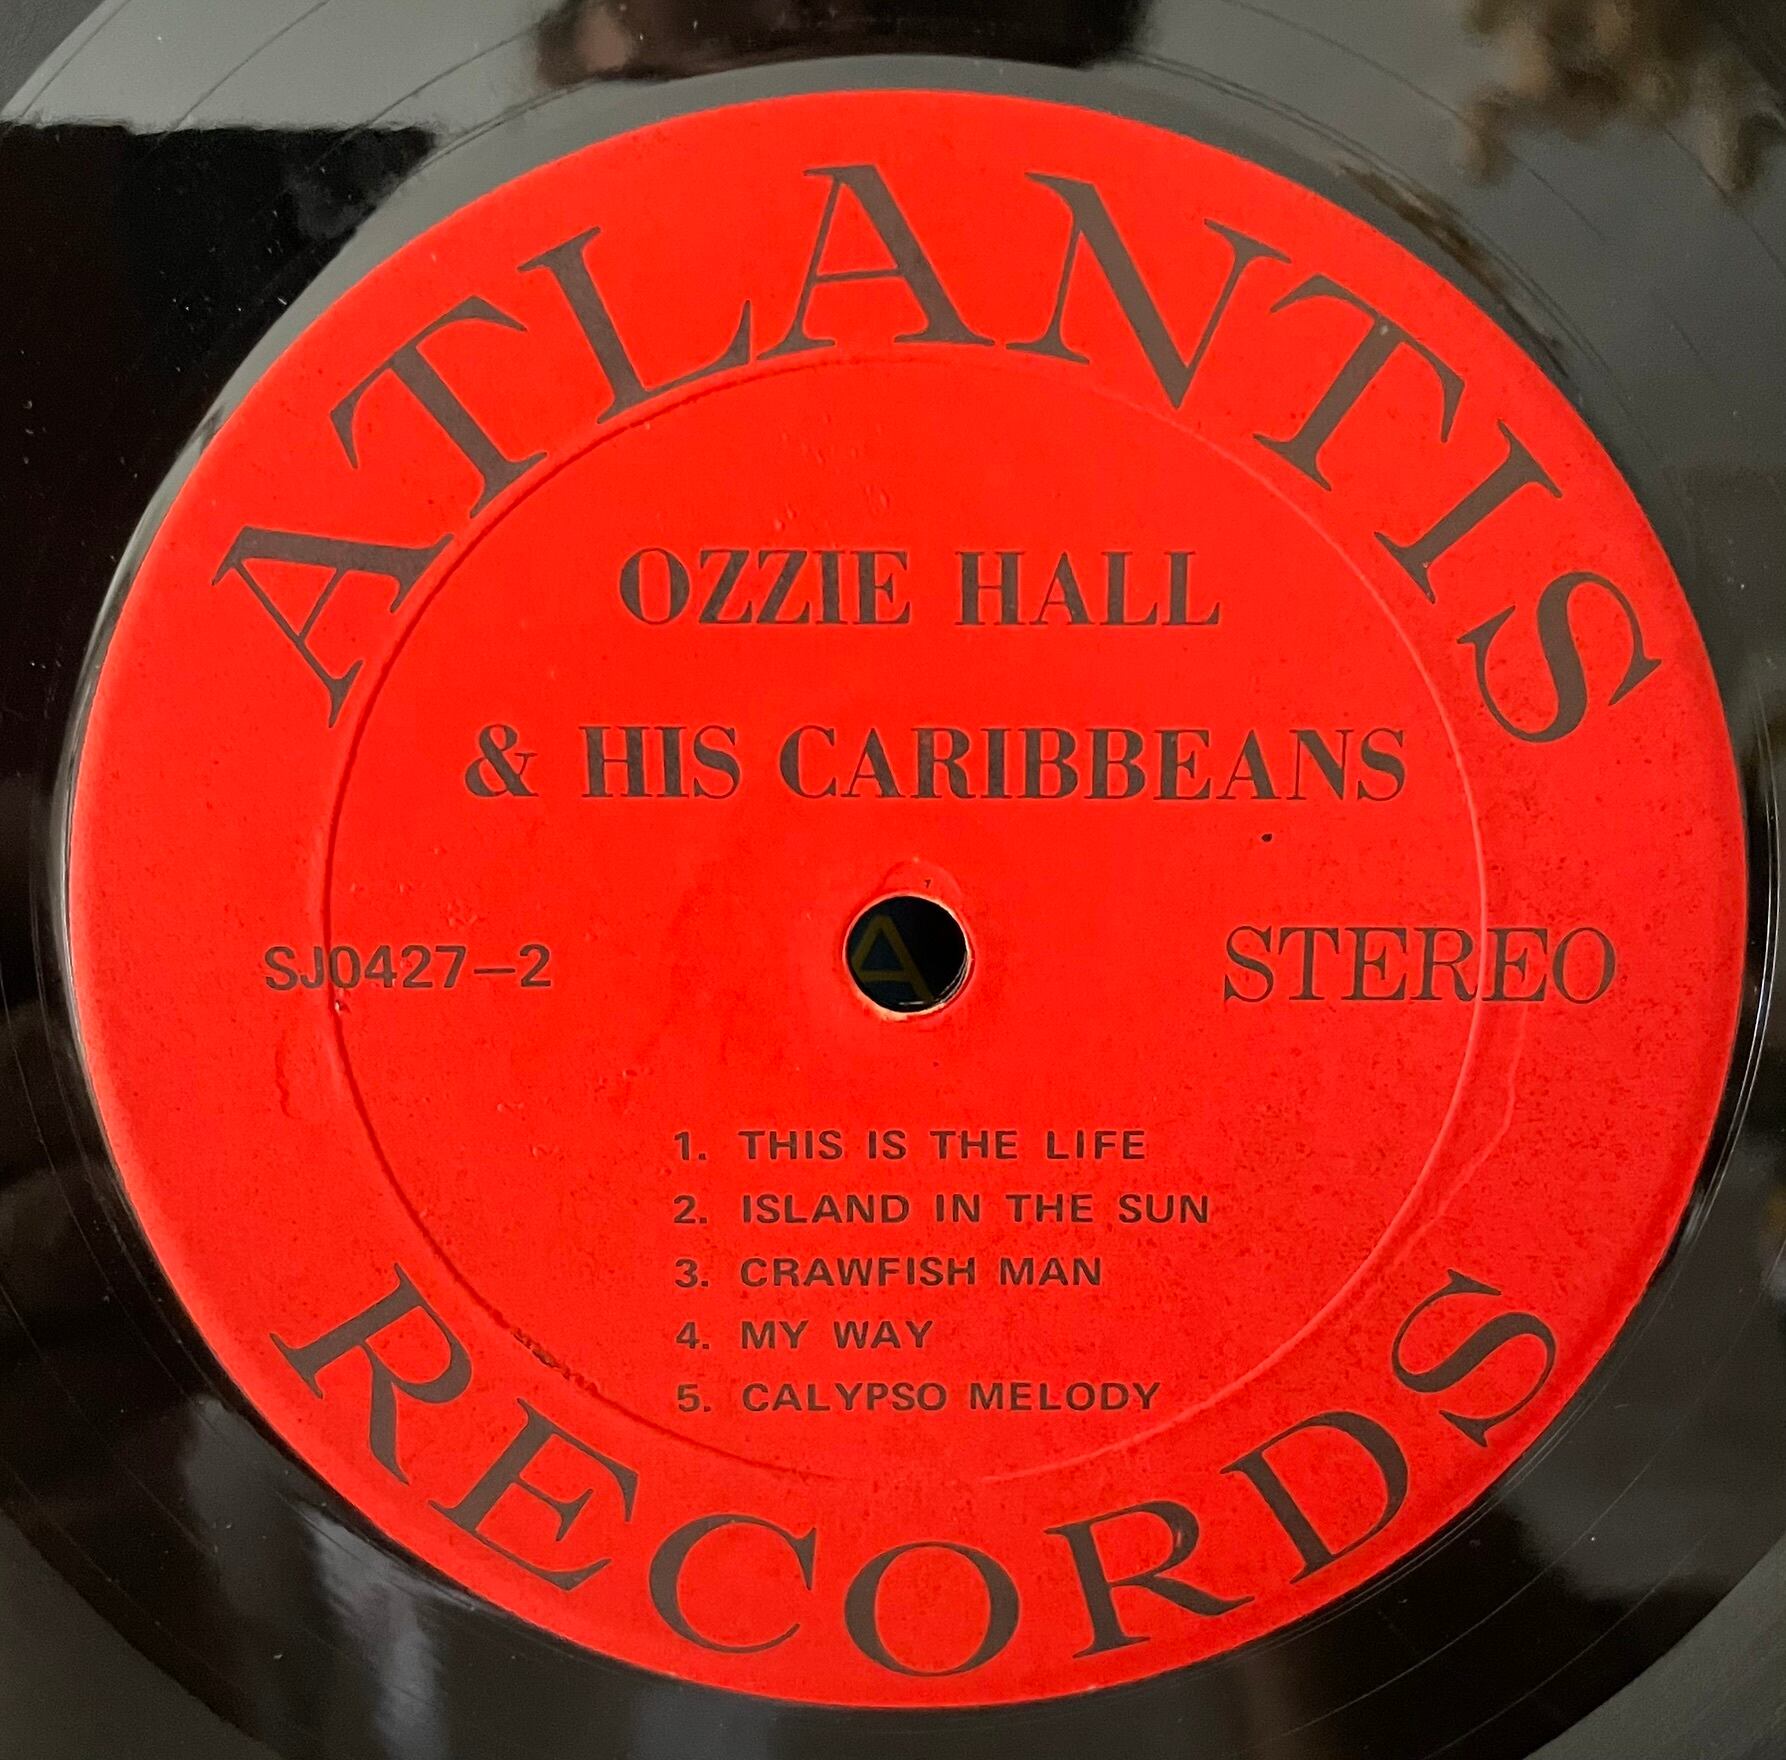 ATLANTIS
OZZIE HALL
& HIS CARIBBEANS
SJ0427-2
STEREO
1. THIS IS THE LIFE
2. ISLAND IN THE SUN
3. CRAWFISH MAN
4. MY WAY
5. CALYPSO MELODY
RECORDS